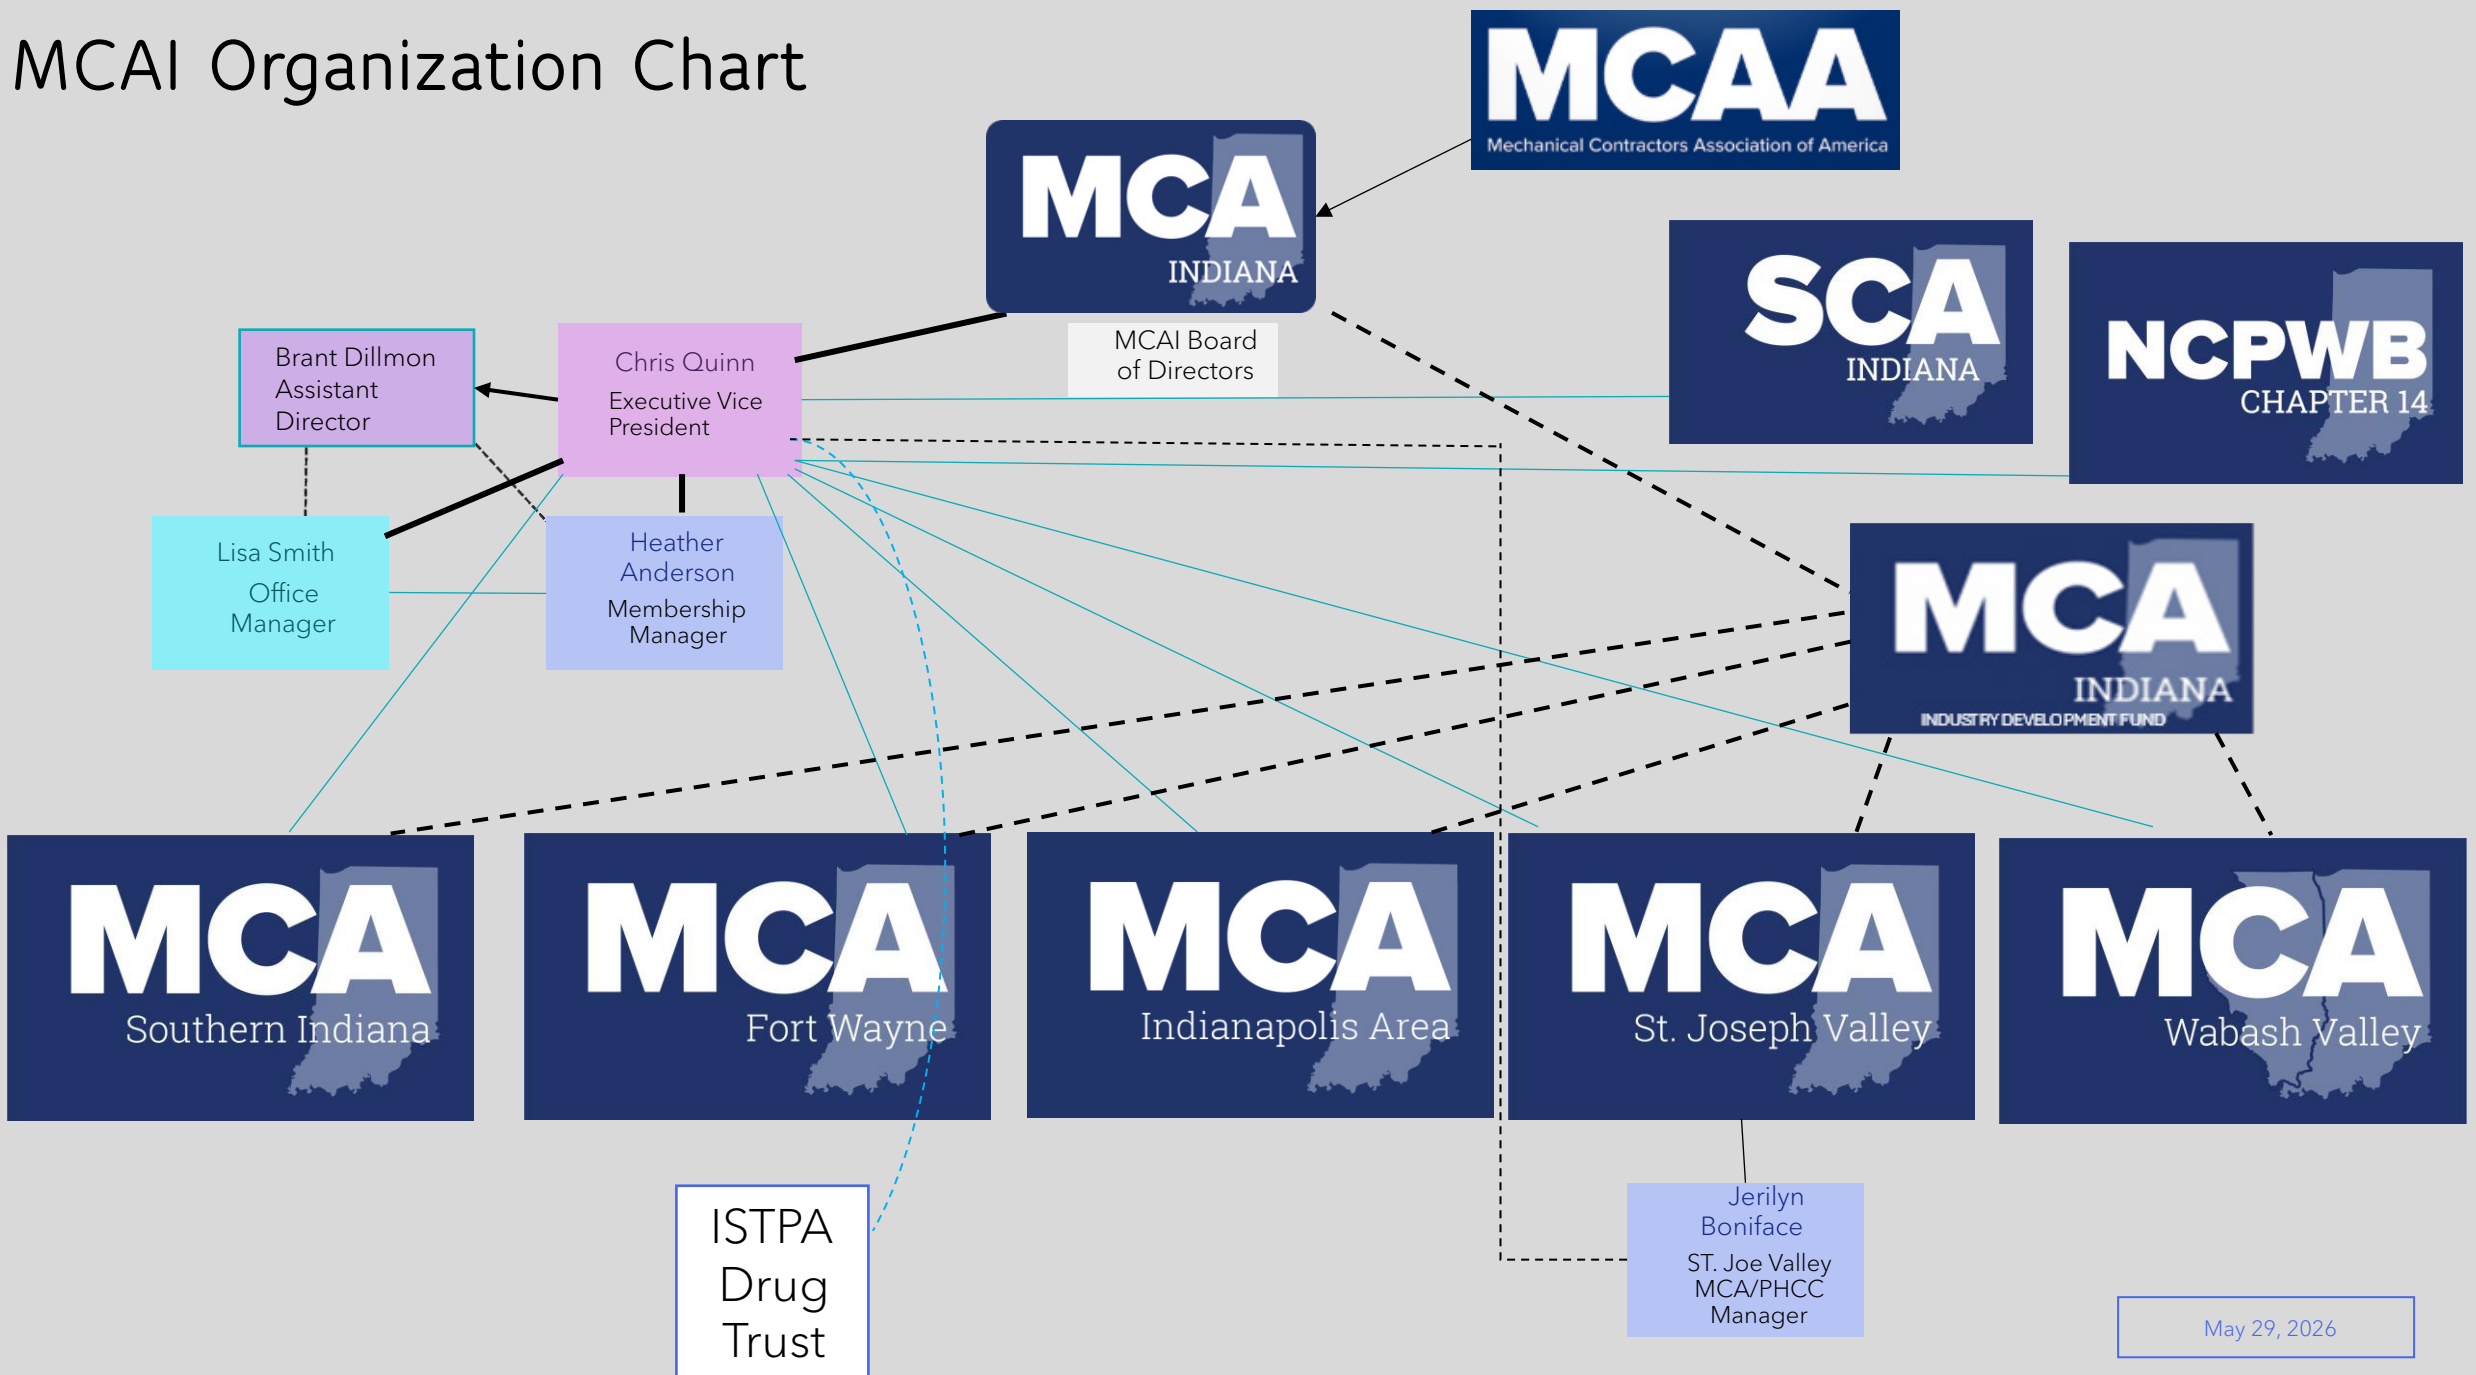 MCAI Organization Chart
MCAA
Mechanical Contractors Association of America
MCA
INDIANA
MCAI Board
of Directors
SCA
INDIANA
NCPWB
CHAPTER 14
Brant Dillmon
Assistant
Director
Chris Quinn
Executive Vice
President
Lisa Smith
Office
Manager
Heather
Anderson
Membership
Manager
MCA
INDIANA
INDUSTRY DEVELOPMENT FUND
MCA
Southern Indiana
MCA
Fort Wayne
MCA
Indianapolis Area
MCA
St. Joseph Valley
MCA
Wabash Valley
ISTPA
Drug
Trust
Jerilyn
Boniface
ST. Joe Valley
MCA/PHCC
Manager
May 29, 2026